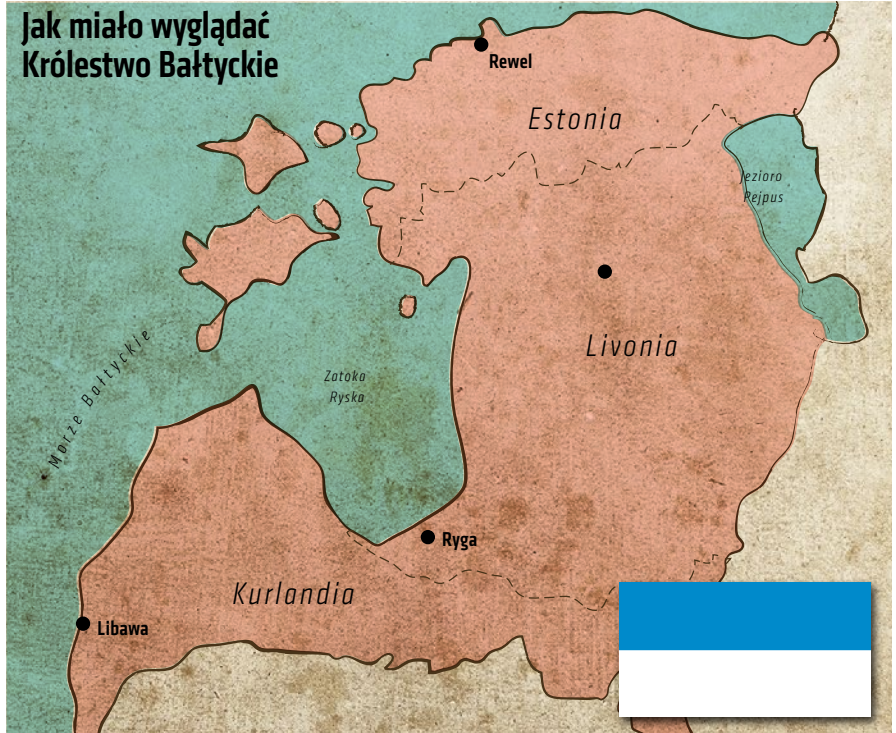 Jak miało wyglądać
Królestwo Bałtyckie
Rewel
Estonia
Jezioro
Pejpus
Livonia
Morze Bałtyckie
Zatoka
Ryska
Ryga
Kurlandia
Libawa